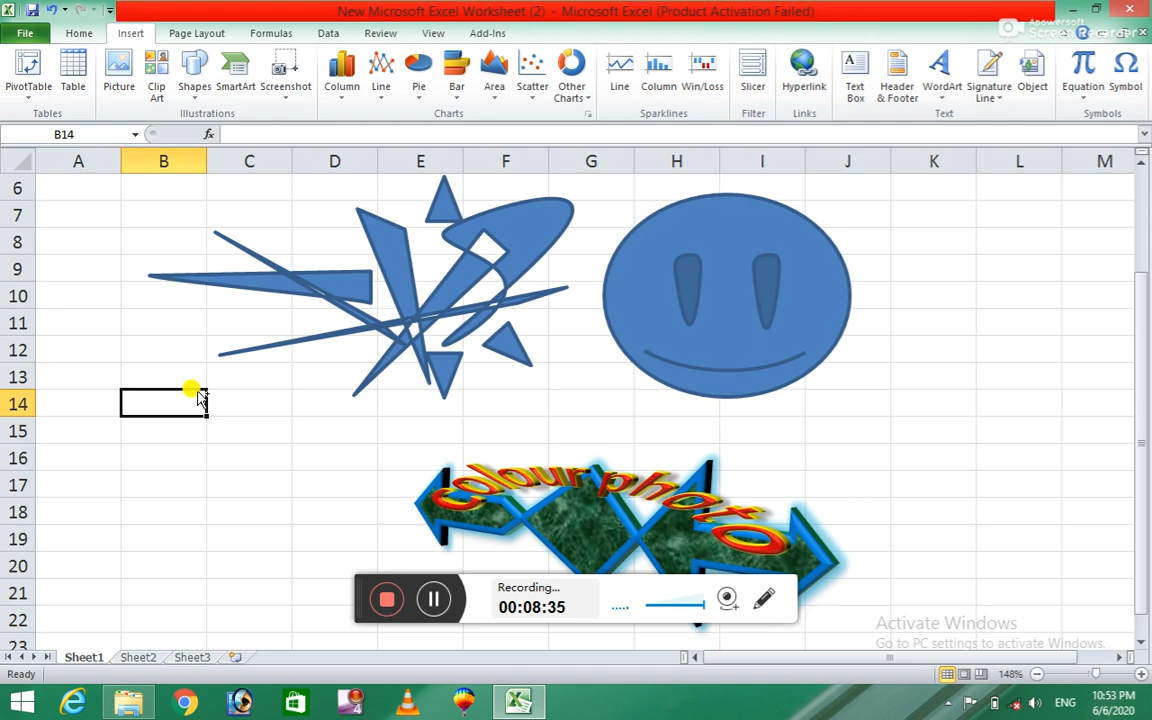 New Microsoft Excel Worksheet (2) - Microsoft Excel (Product Activation Failed)
Apowersoft
Screen Recorder
File Home Insert Page Layout Formulas Data Review View Add-Ins
PivotTable Table Picture Clip Art Shapes SmartArt Screenshot Column Line Pie Bar Area Scatter Other Charts Line Column Win/Loss Slicer Hyperlink Text Box Header & Footer WordArt Signature Line Object Equation Symbol
Tables Illustrations Charts Sparklines Filter Links Text Symbols
B14 fx
A B C D E F G H I J K L M
6
7
8
9
10
11
12
13
14
15
16
17
18
19
20
21
22
23
colour photo
Recording...
00:08:35
Activate Windows
Go to PC settings to activate Windows.
Sheet1 Sheet2 Sheet3
Ready 148%
ENG
10:53 PM
6/6/2020